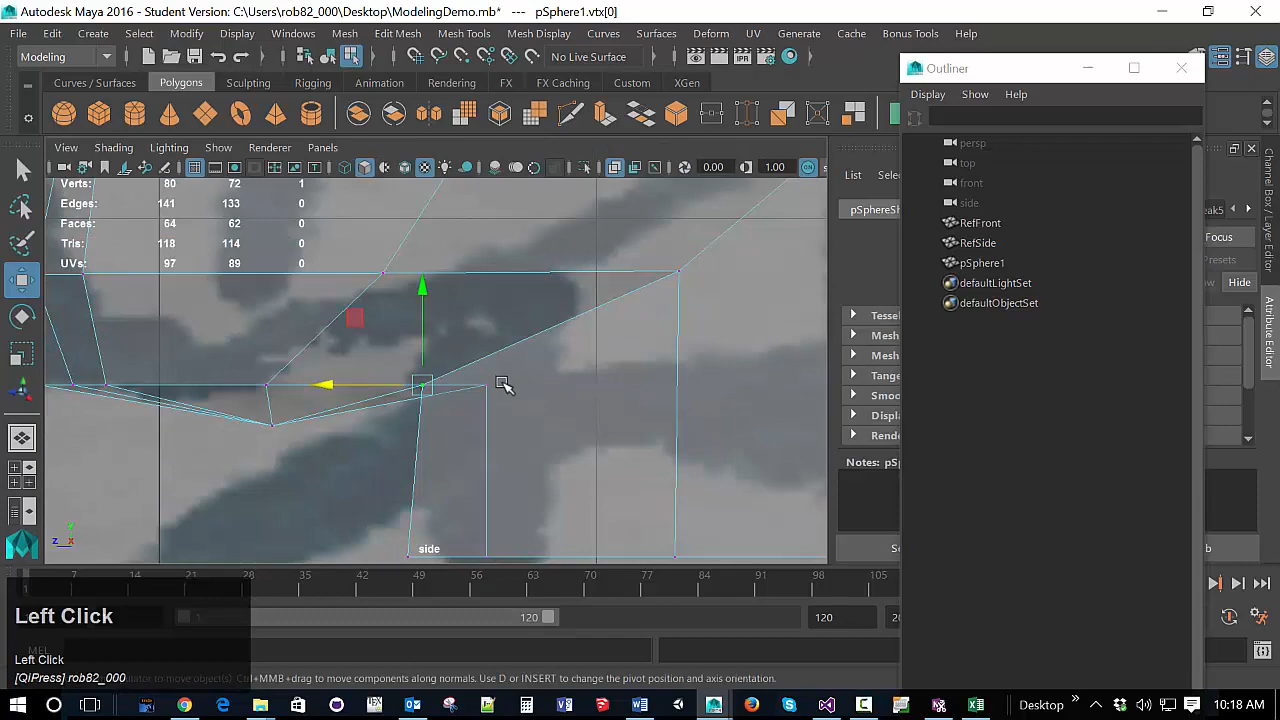 Autodesk Maya 2016 - Student Version: C:\Users\rob82_000\Desktop\ModelingDemo.mb* --- pSphere1.vtx[0]
File Edit Create Select Modify Display Windows Mesh Edit Mesh Mesh Tools Mesh Display Curves Surfaces Deform UV Generate Cache Bonus Tools Help
Modeling No Live Surface
Outliner
Curves / Surfaces Polygons Sculpting Rigging Animation Rendering FX FX Caching Custom XGen
Display Show Help
View Shading Lighting Show Renderer Panels
0.00 1.00
persp
top
front
side
RefFront
RefSide
pSphere1
defaultLightSet
defaultObjectSet
Verts: 80 72 1
Edges: 141 133 0
Faces: 64 62 0
Tris: 118 114 0
UVs: 97 89 0
side
List
pSphereSh
Focus
Hide
Tessel
Mesh
Mesh
Tange
Smoo
Displa
Rende
Notes: pS
Channel Box / Layer Editor
Attribute Editor
7 14 21 28 35 42 49 56 63 70 77 84 91 98 105
120 120
Left Click
Left Click
[QiPress] rob82_000
MEL
ulator to move object(s). Ctrl+MMB+drag to move components along normals. Use D or INSERT to change the pivot position and axis orientation.
Desktop
10:18 AM